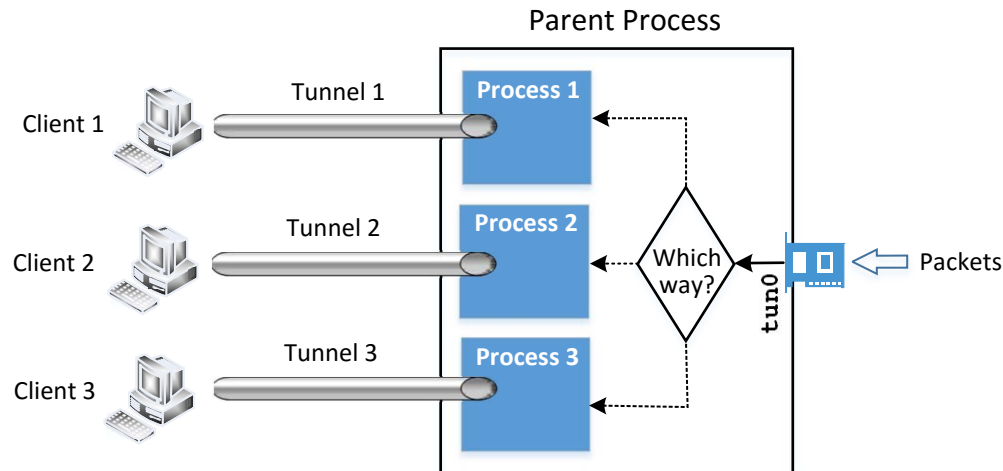 Parent Process
Process 1
Tunnel 1
Client 1
Process 2
Tunnel 2
Client 2
Which
way?
tun0
Packets
Process 3
Tunnel 3
Client 3